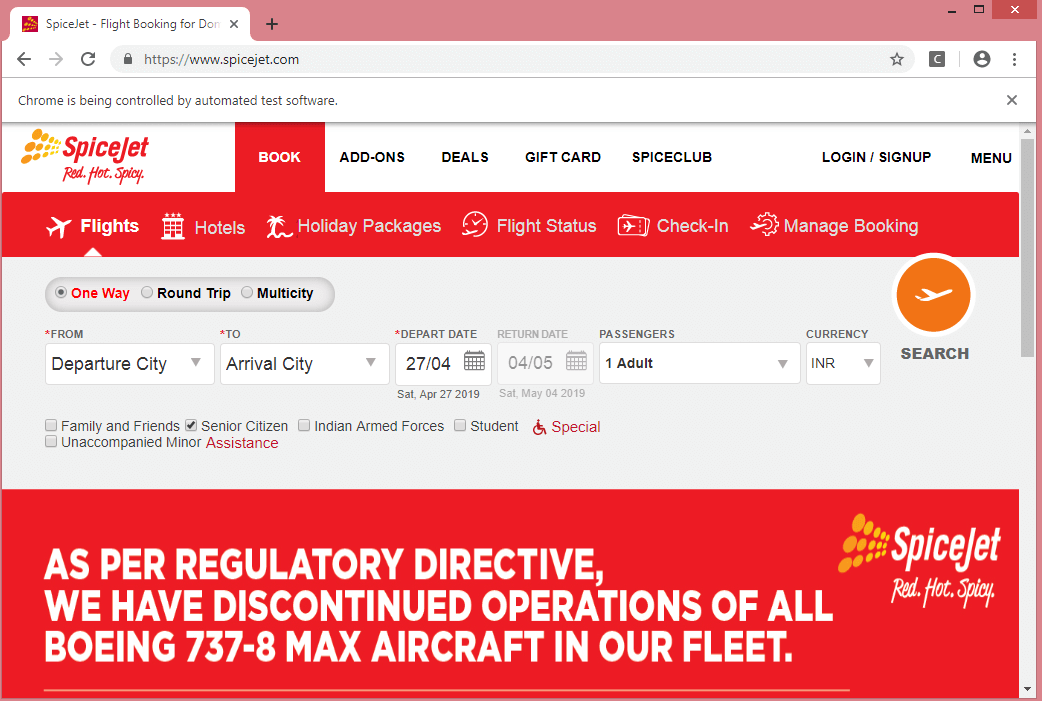 SpiceJet - Flight Booking for Dom
https://www.spicejet.com
C
Chrome is being controlled by automated test software.
SpiceJet
Red. Hot. Spicy.
BOOK ADD-ONS DEALS GIFT CARD SPICECLUB LOGIN / SIGNUP MENU
Flights Hotels Holiday Packages Flight Status Check-In Manage Booking
One Way Round Trip Multicity
*FROM *TO *DEPART DATE RETURN DATE PASSENGERS CURRENCY
Departure City Arrival City 27/04 04/05 1 Adult INR
SEARCH
Sat, Apr 27 2019 Sat, May 04 2019
Family and Friends Senior Citizen Indian Armed Forces Student Special
Unaccompanied Minor Assistance
SpiceJet
Red. Hot. Spicy.
AS PER REGULATORY DIRECTIVE,
WE HAVE DISCONTINUED OPERATIONS OF ALL
BOEING 737-8 MAX AIRCRAFT IN OUR FLEET.